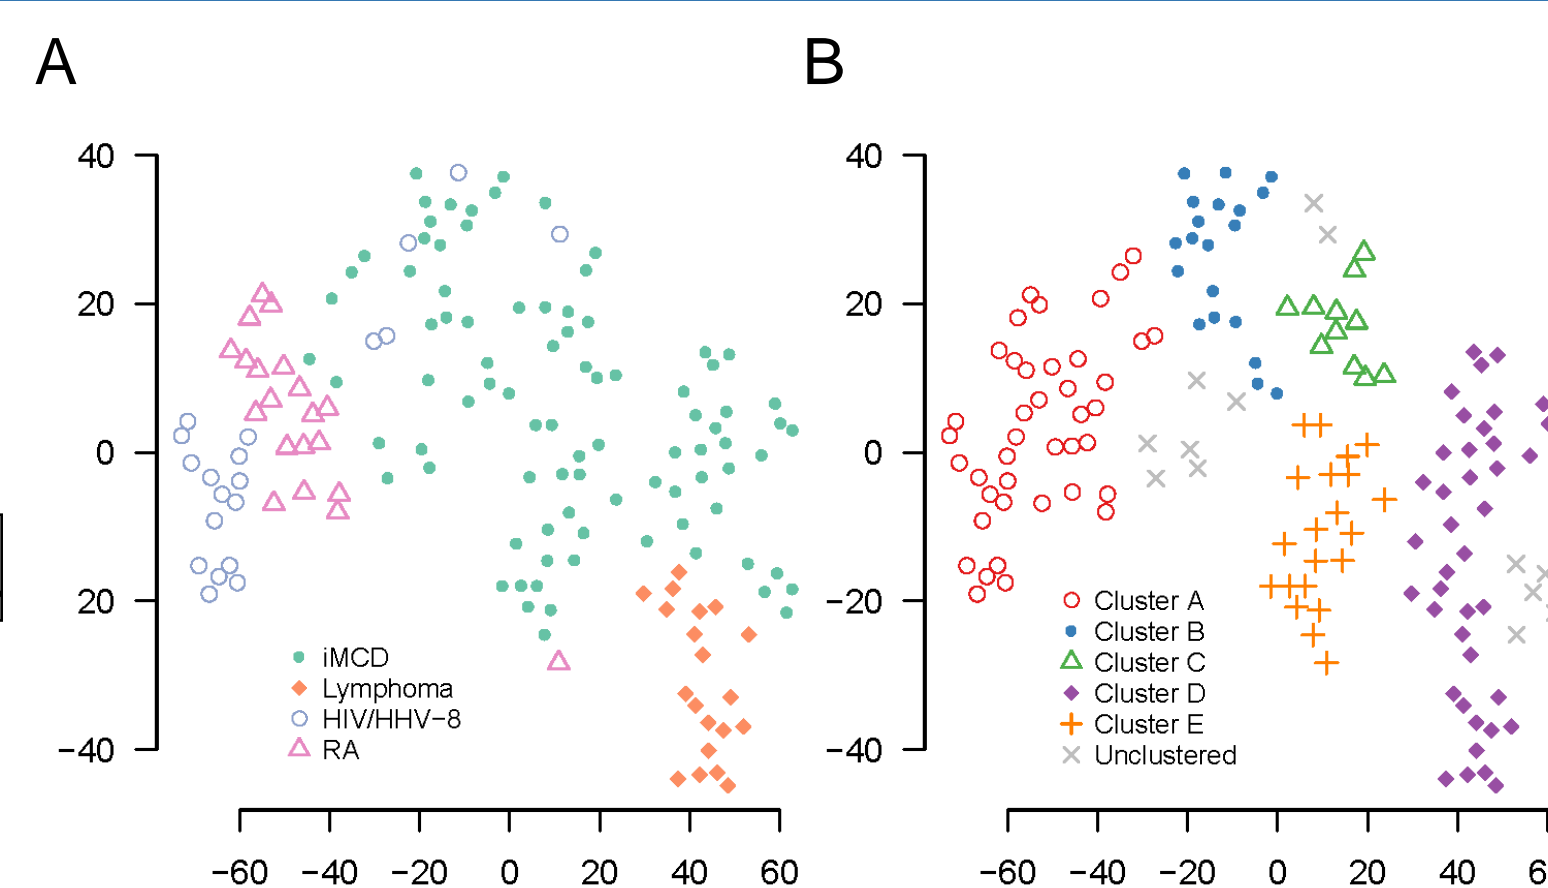 A
B
40
20
0
20
−40
iMCD
Lymphoma
HIV/HHV−8
RA
−60 −40 −20 0 20 40 60
40
20
0
−20
−40
Cluster A
Cluster B
Cluster C
Cluster D
Cluster E
Unclustered
−60 −40 −20 0 20 40